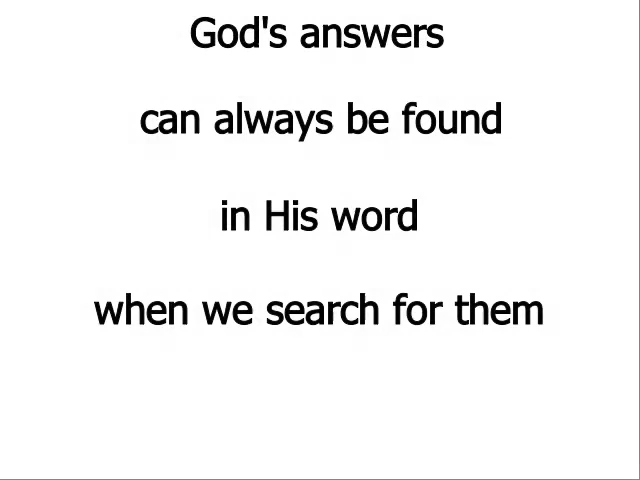 God's answers
can always be found
in His word
when we search for them